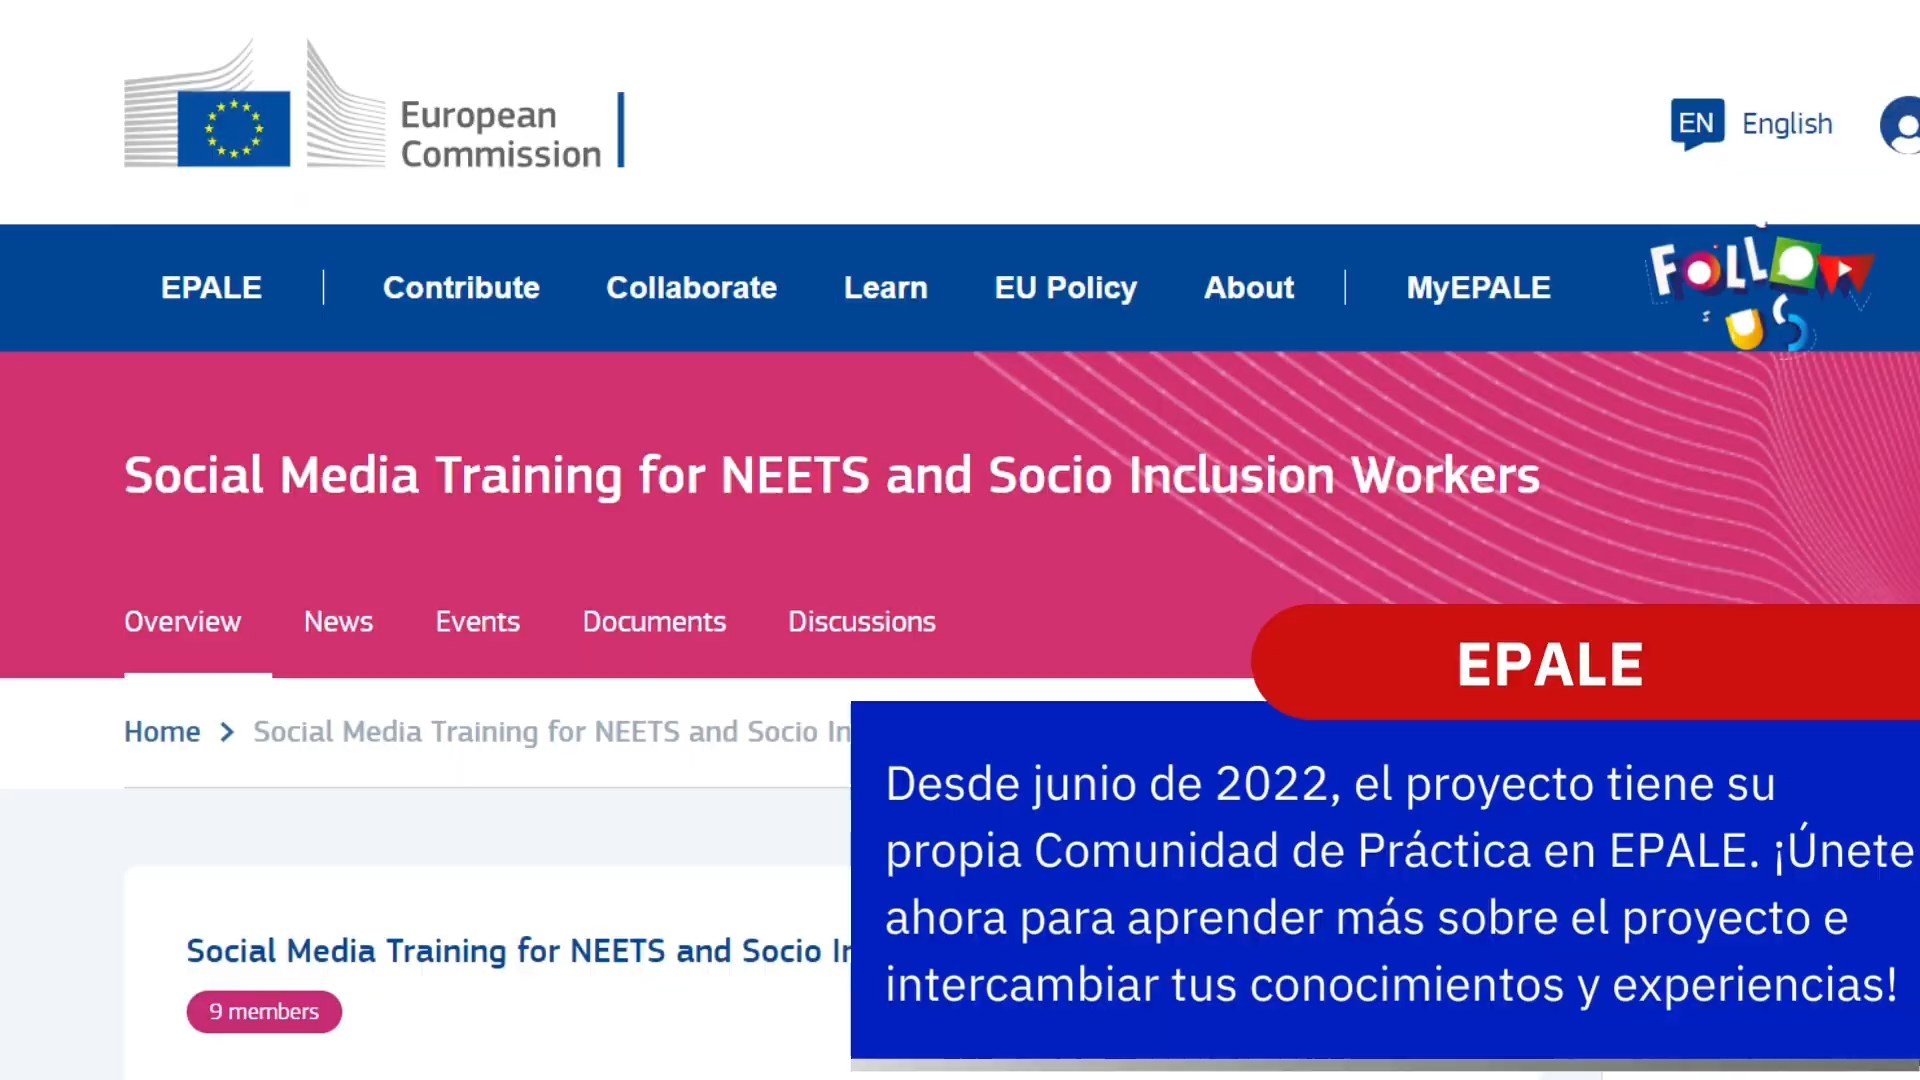 European
Commission
EN English
EPALE Contribute Collaborate Learn EU Policy About MyEPALE
FOLLOW
US
Social Media Training for NEETS and Socio Inclusion Workers
Overview News Events Documents Discussions
EPALE
Home > Social Media Training for NEETS and Socio In
Desde junio de 2022, el proyecto tiene su
propia Comunidad de Práctica en EPALE. ¡Únete
ahora para aprender más sobre el proyecto e
intercambiar tus conocimientos y experiencias!
Social Media Training for NEETS and Socio In
9 members